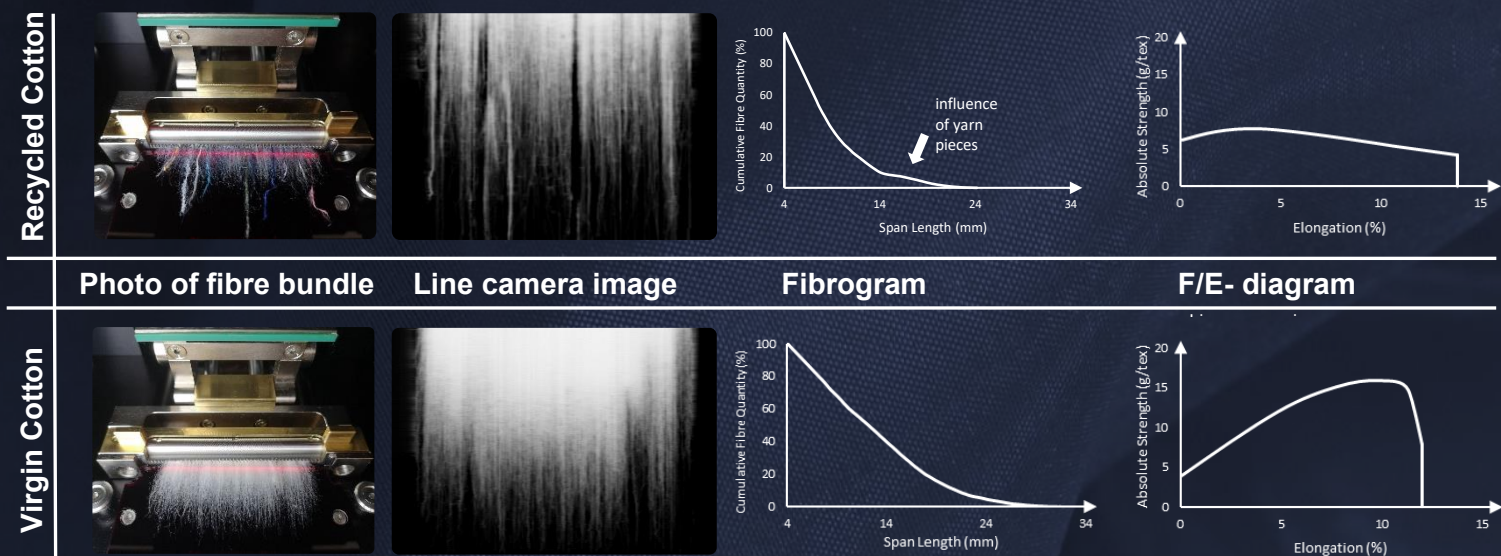 Recycled Cotton
Cumulative Fibre Quantity (%)
100
80
60
40
20
0
4
14
24
34
Span Length (mm)
influence
of yarn
pieces
Absolute Strength (g/tex)
20
15
10
5
0
0
5
10
15
Elongation (%)
Photo of fibre bundle
Line camera image
Fibrogram
F/E- diagram
Virgin Cotton
Cumulative Fibre Quantity (%)
100
80
60
40
20
0
4
14
24
34
Span Length (mm)
Absolute Strength (g/tex)
20
15
10
5
0
0
5
10
15
Elongation (%)